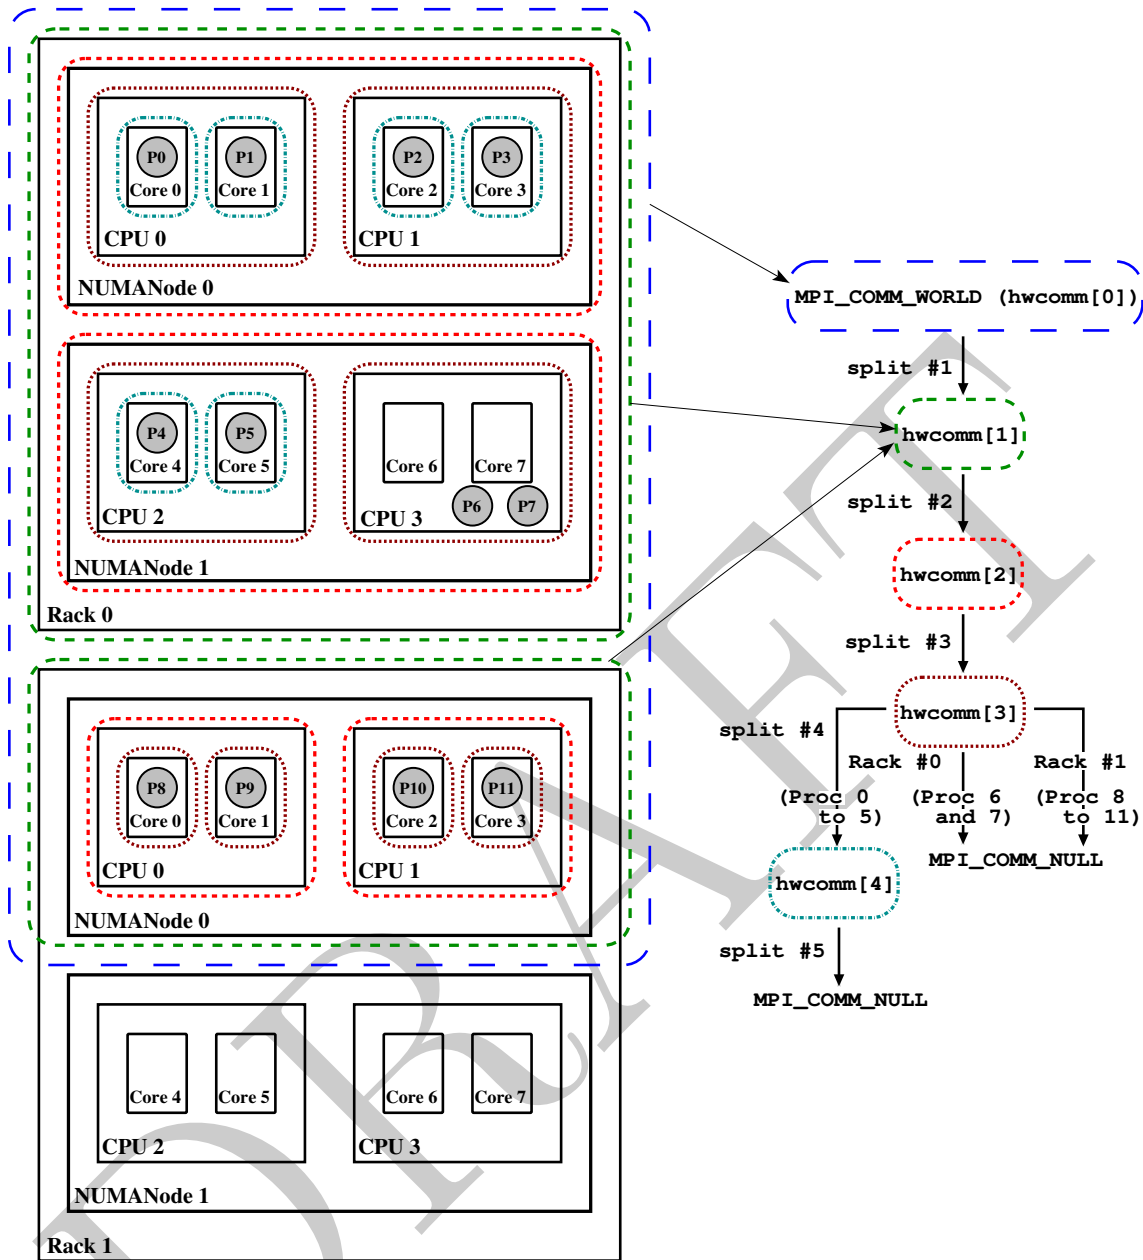 P0 P1 P2 P3
Core 0 Core 1 Core 2 Core 3
CPU 0 CPU 1
NUMANode 0
P4 P5
Core 4 Core 5 Core 6 Core 7
P6 P7
CPU 2 CPU 3
NUMANode 1
Rack 0
P8 P9 P10 P11
Core 0 Core 1 Core 2 Core 3
CPU 0 CPU 1
NUMANode 0
Core 4 Core 5 Core 6 Core 7
CPU 2 CPU 3
NUMANode 1
Rack 1
MPI_COMM_WORLD (hwcomm[0])
split #1
hwcomm[1]
split #2
hwcomm[2]
split #3
hwcomm[3]
split #4
Rack #0 Rack #1
(Proc 0 (Proc 6 (Proc 8
to 5) and 7) to 11)
MPI_COMM_NULL
hwcomm[4]
split #5
MPI_COMM_NULL
DRAFT